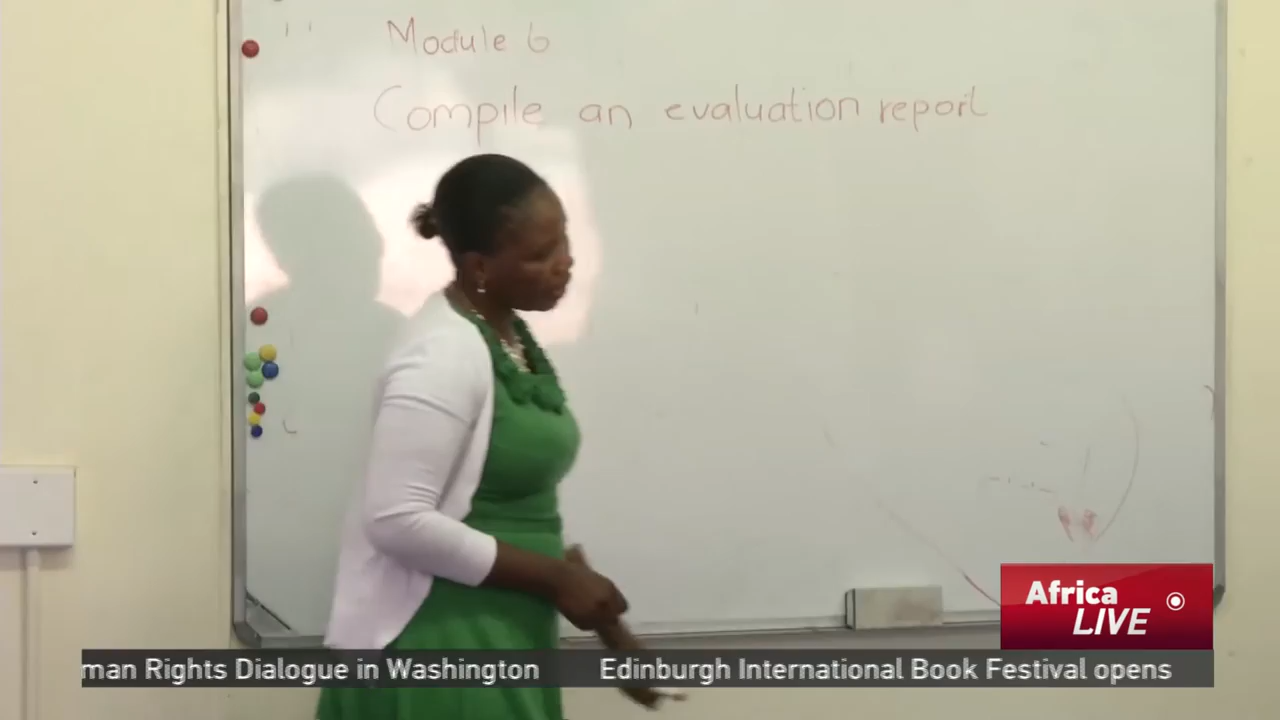 Module 6
Compile an evaluation report
Africa
LIVE
man Rights Dialogue in Washington Edinburgh International Book Festival opens